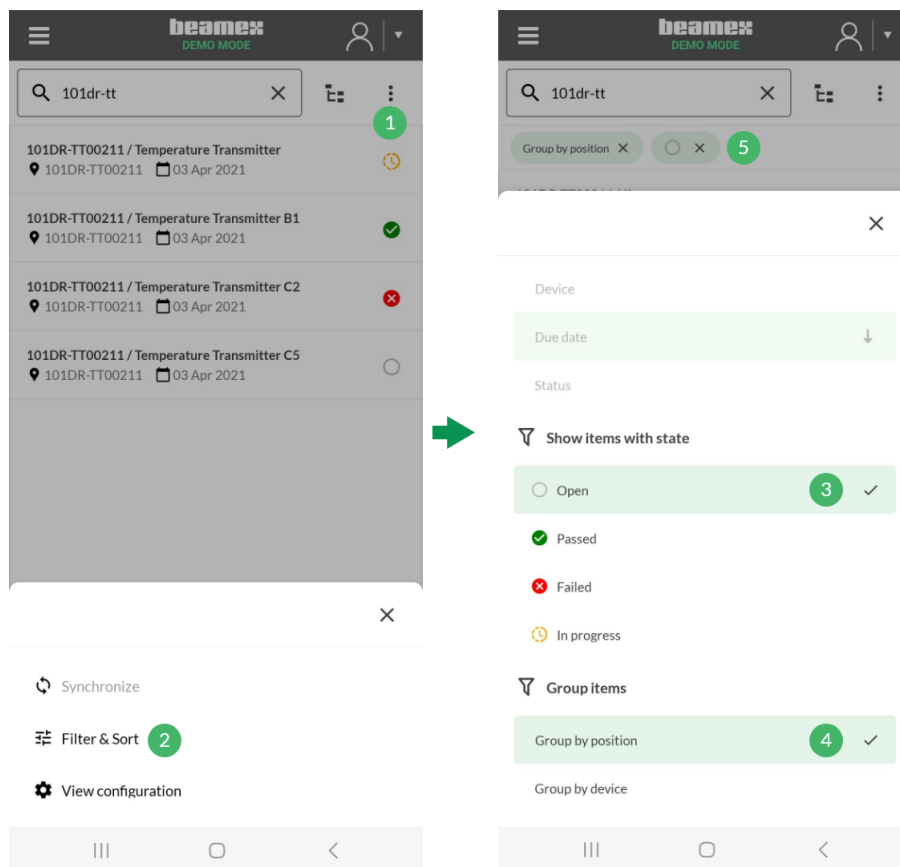 beamex
DEMO MODE
101dr-tt
1
101DR-TT00211 / Temperature Transmitter
101DR-TT00211 03 Apr 2021
101DR-TT00211 / Temperature Transmitter B1
101DR-TT00211 03 Apr 2021
101DR-TT00211 / Temperature Transmitter C2
101DR-TT00211 03 Apr 2021
101DR-TT00211 / Temperature Transmitter C5
101DR-TT00211 03 Apr 2021
Synchronize
Filter & Sort 2
View configuration
beamex
DEMO MODE
101dr-tt
Group by position 5
Device
Due date
Status
Show items with state
Open 3
Passed
Failed
In progress
Group items
Group by position 4
Group by device